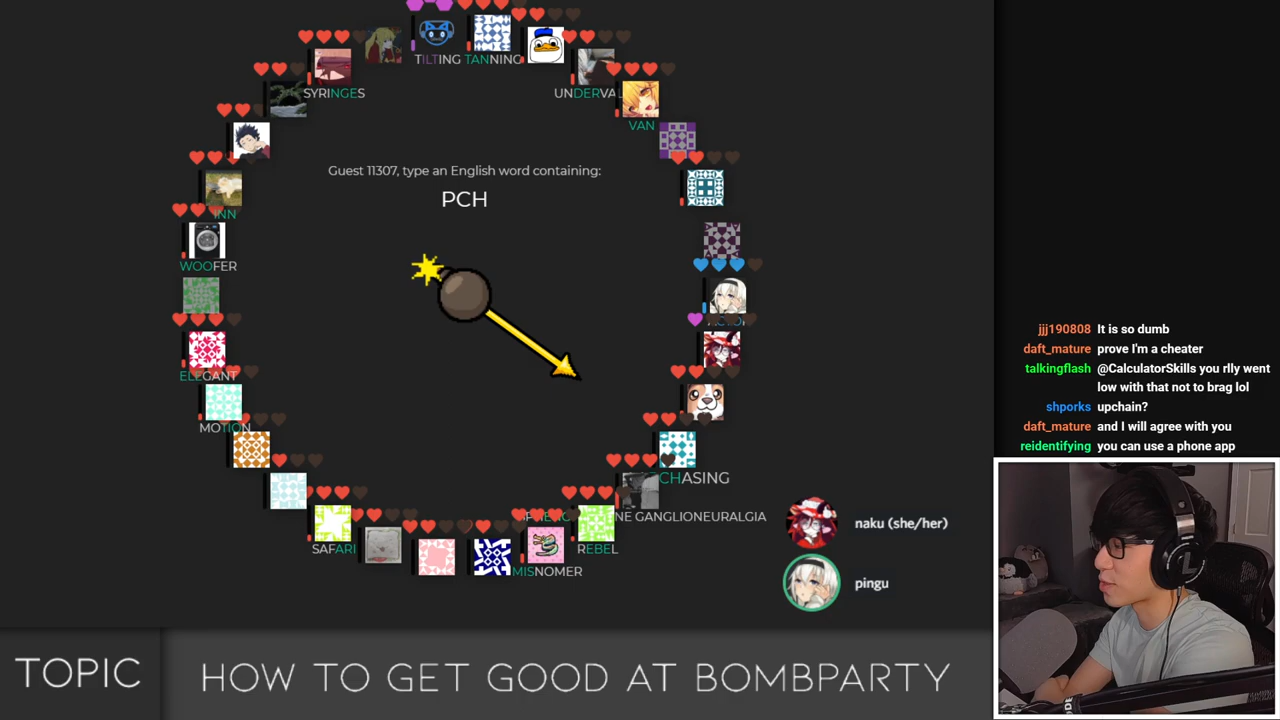 TILTING TANNING
SYRINGES
UNDERVA
VAN
Guest 11307, type an English word containing:
PCH
INN
WOOFER
ELEGANT
MOTION
CHASING
NE GANGLIONEURALGIA
SAFARI
REBEL
MISNOMER
naku (she/her)
pingu
jjj190808 It is so dumb
daft_mature prove I'm a cheater
talkingflash @CalculatorSkills you rlly went
low with that not to brag lol
shporks upchain?
daft_mature and I will agree with you
reidentifying you can use a phone app
TOPIC HOW TO GET GOOD AT BOMBPARTY